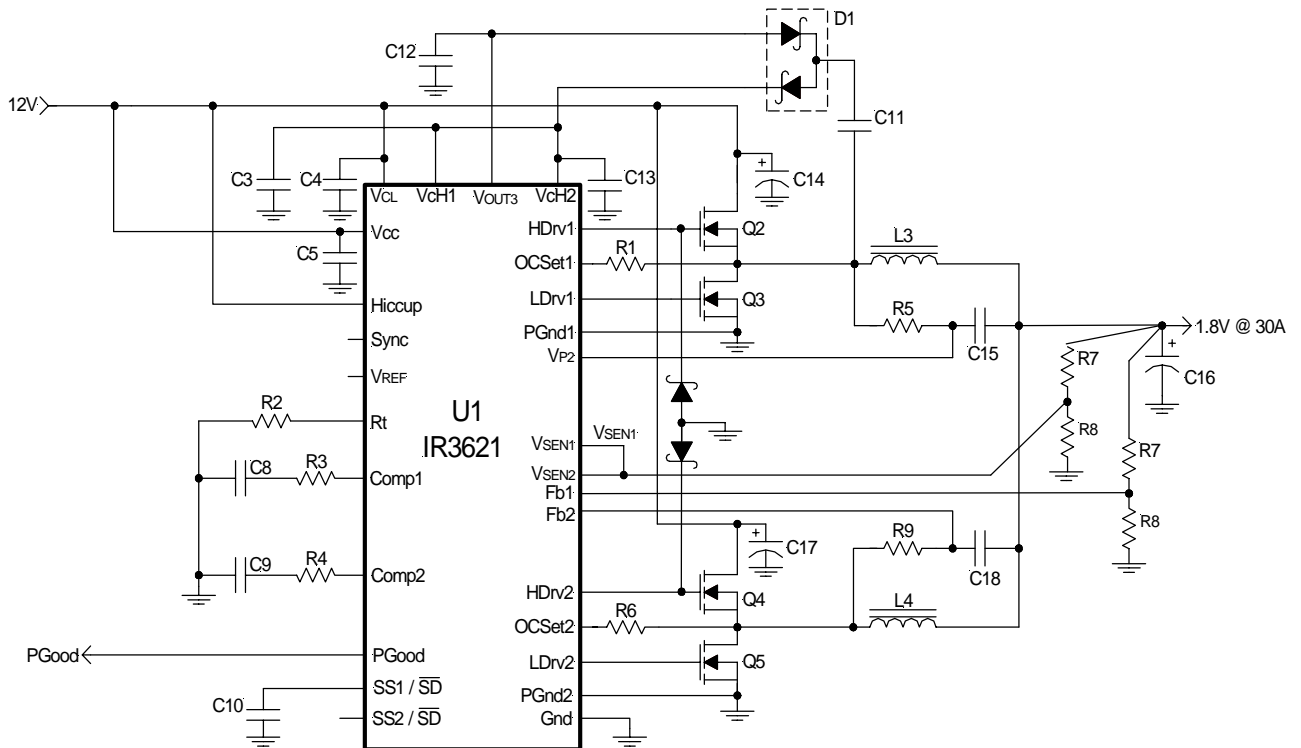 D1
C12
12V
C11
C3
C4
C13
C14
VCL
VcH1
VOUT3
VcH2
Vcc
HDrv1
Q2
L3
C5
OCSet1
R1
Hiccup
LDrv1
Q3
R5
1.8V @ 30A
Sync
PGnd1
C15
VP2
R7
C16
VREF
R2
Rt
U1
IR3621
VSEN1
VSEN1
R8
C8
R3
Comp1
VSEN2
R7
Fb1
Fb2
R8
C17
R9
C9
R4
Comp2
C18
HDrv2
Q4
L4
OCSet2
R6
PGood
PGood
LDrv2
Q5
SS1 / SD
PGnd2
C10
SS2 / SD
Gnd